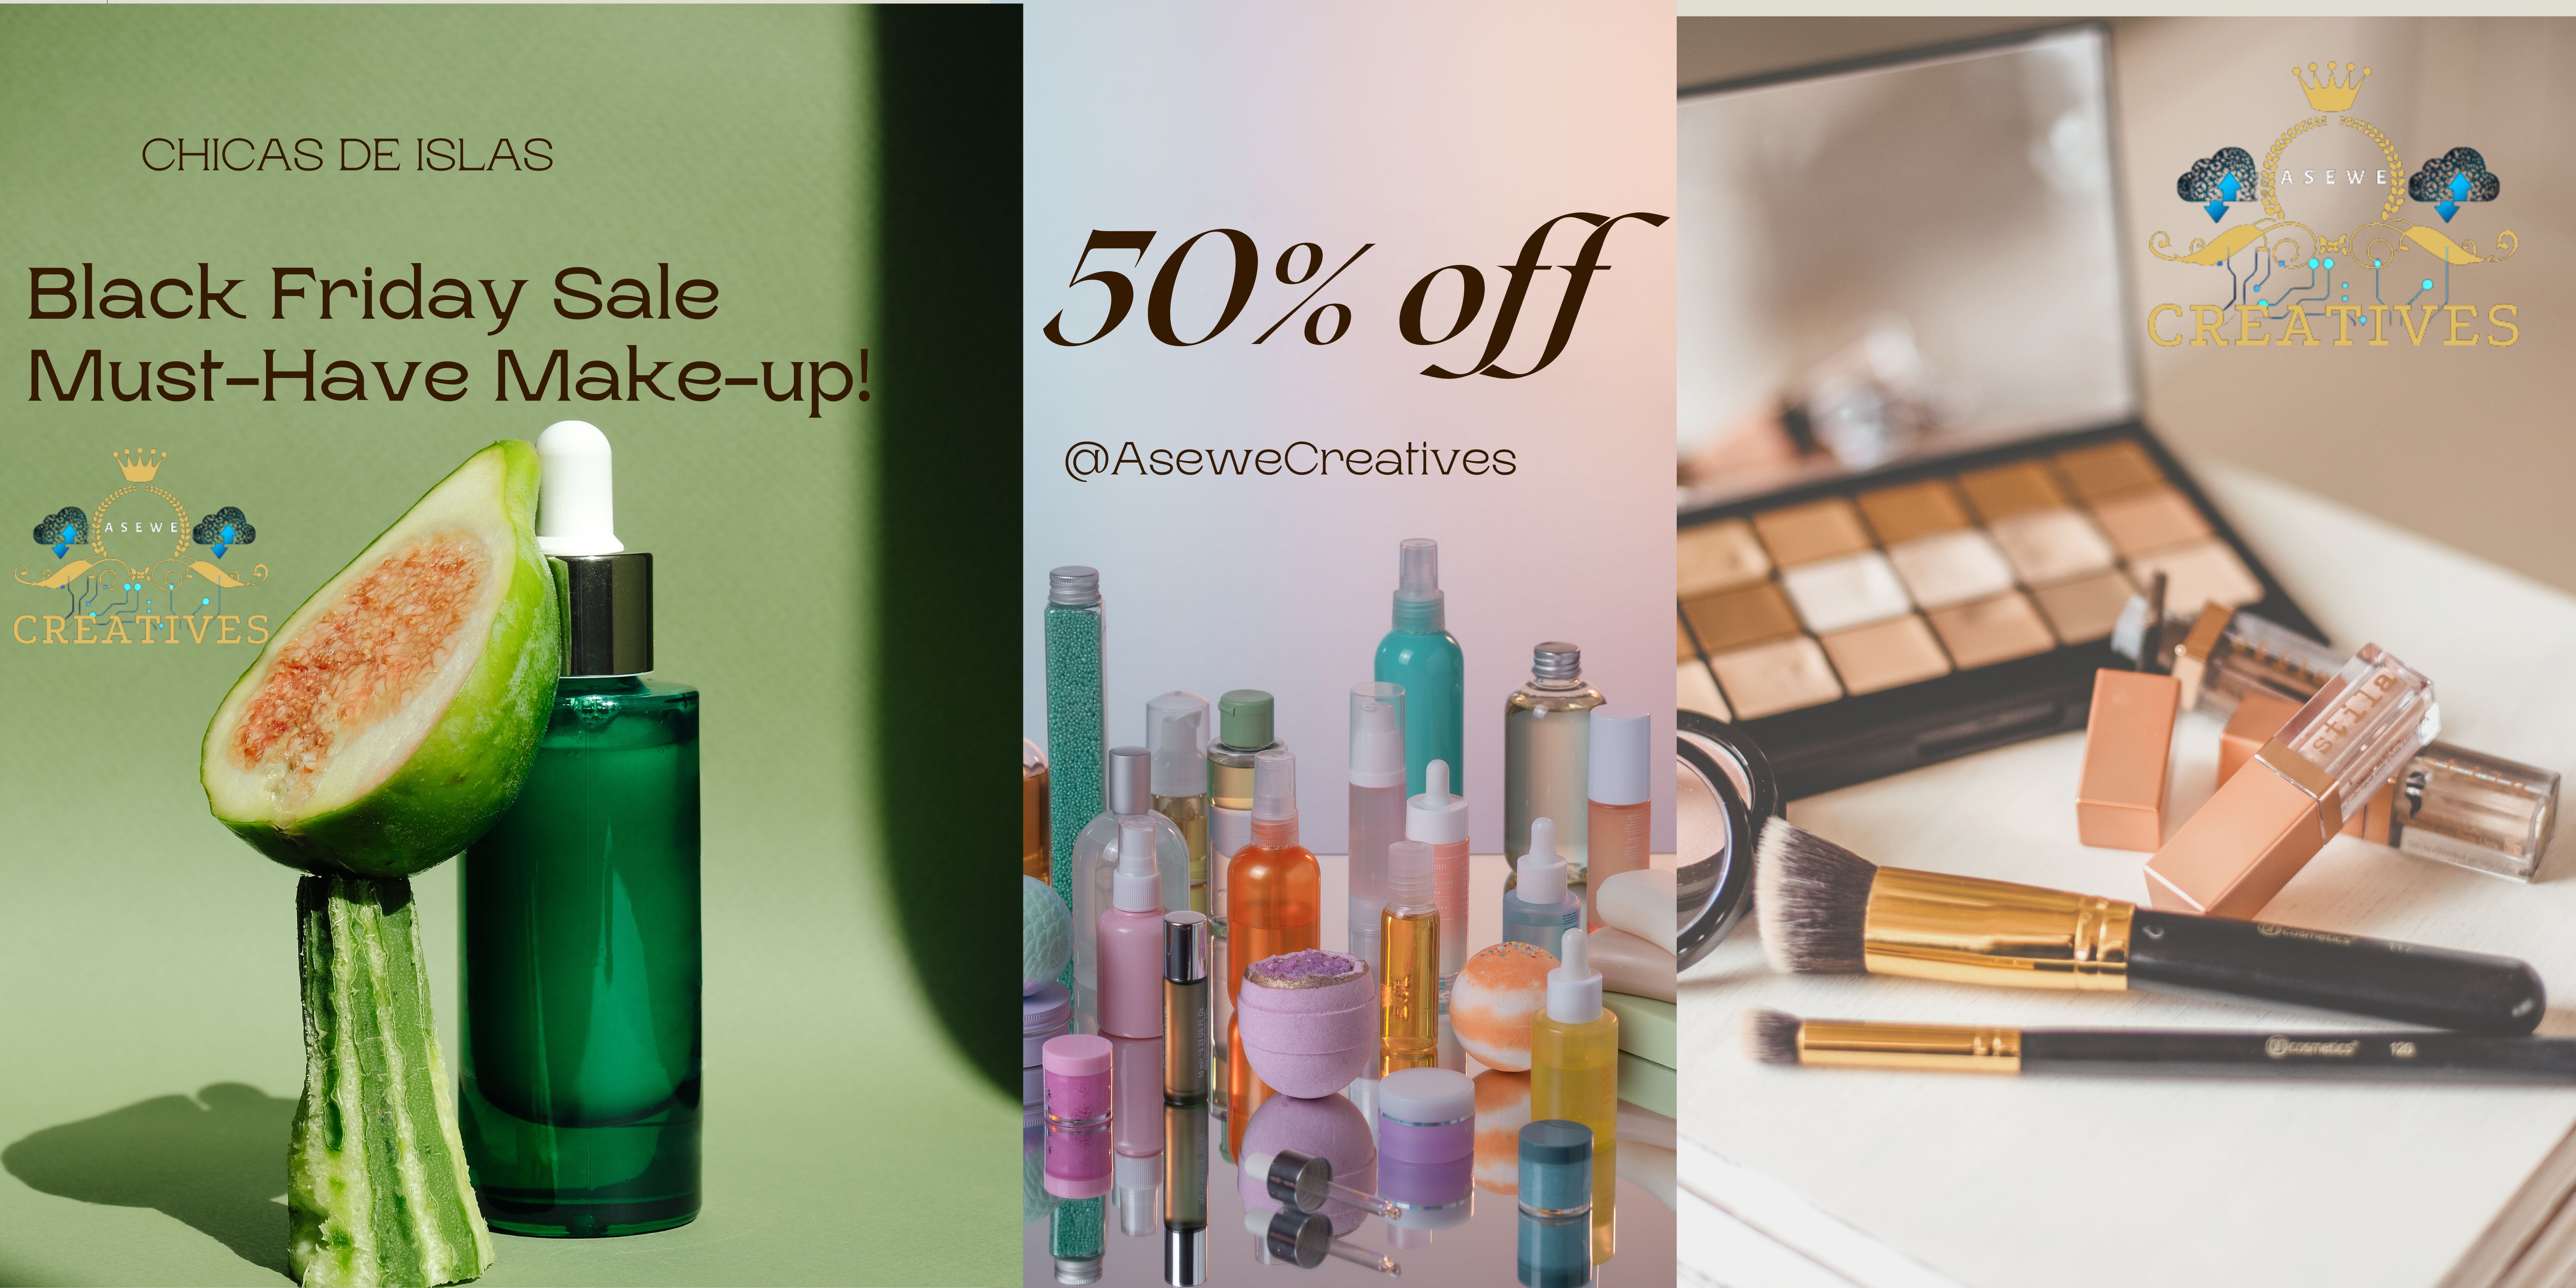 CHICAS DE ISLAS
Black Friday Sale
Must-Have Make-up!
ASEWE
CREATIVES
50% off
@AseweCreatives
ASEWE
CREATIVES
stila
cosmetics
cosmetics 120